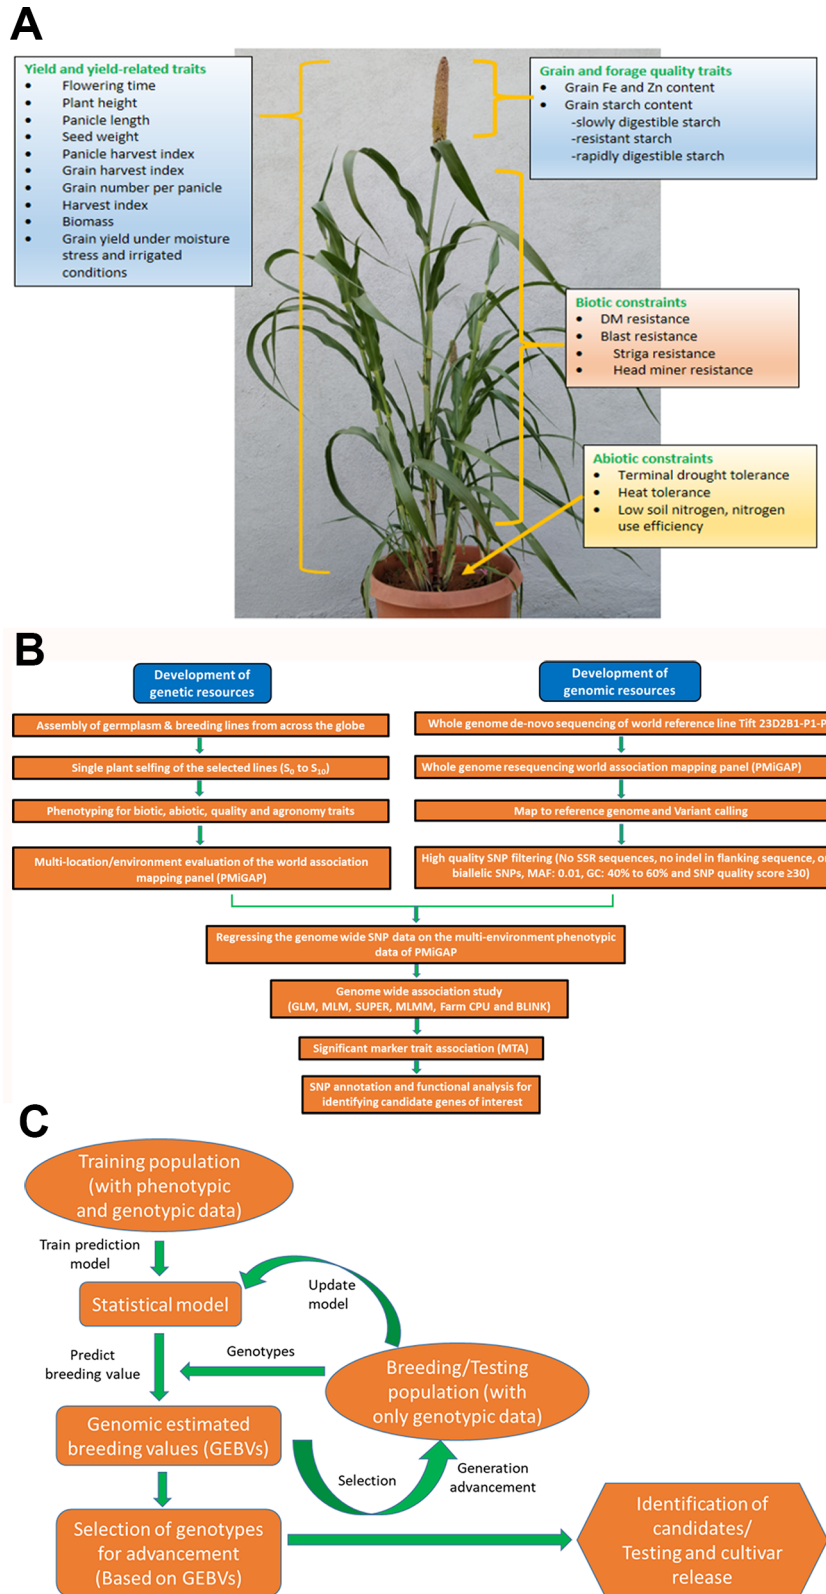 A
Yield and yield-related traits
• Flowering time
• Plant height
• Panicle length
• Seed weight
• Panicle harvest index
• Grain harvest index
• Grain number per panicle
• Harvest index
• Biomass
• Grain yield under moisture
stress and irrigated
conditions
Grain and forage quality traits
• Grain Fe and Zn content
• Grain starch content
-slowly digestible starch
-resistant starch
-rapidly digestible starch
Biotic constraints
• DM resistance
• Blast resistance
• Striga resistance
• Head miner resistance
Abiotic constraints
• Terminal drought tolerance
• Heat tolerance
• Low soil nitrogen, nitrogen
use efficiency
B
Development of
genetic resources
Assembly of germplasm & breeding lines from across the globe
Single plant selfing of the selected lines (S0 to S10)
Phenotyping for biotic, abiotic, quality and agronomy traits
Multi-location/environment evaluation of the world association
mapping panel (PMiGAP)
Development of
genomic resources
Whole genome de-novo sequencing of world reference line Tift 23D2B1-P1-P
Whole genome resequencing world association mapping panel (PMiGAP)
Map to reference genome and Variant calling
High quality SNP filtering (No SSR sequences, no indel in flanking sequence,
biallelic SNPs, MAF: 0.01, GC: 40% to 60% and SNP quality score ≥30)
Regressing the genome wide SNP data on the multi-environment phenotypic
data of PMiGAP
Genome wide association study
(GLM, MLM, SUPER, MLMM, Farm CPU and BLINK)
Significant marker trait association (MTA)
SNP annotation and functional analysis for
identifying candidate genes of interest
C
Training population
(with phenotypic
and genotypic data)
Train prediction
model
Statistical model
Update
model
Predict
breeding value
Genotypes
Breeding/Testing
population (with
only genotypic data)
Genomic estimated
breeding values (GEBVs)
Selection
Generation
advancement
Selection of genotypes
for advancement
(Based on GEBVs)
Identification of
candidates/
Testing and cultivar
release